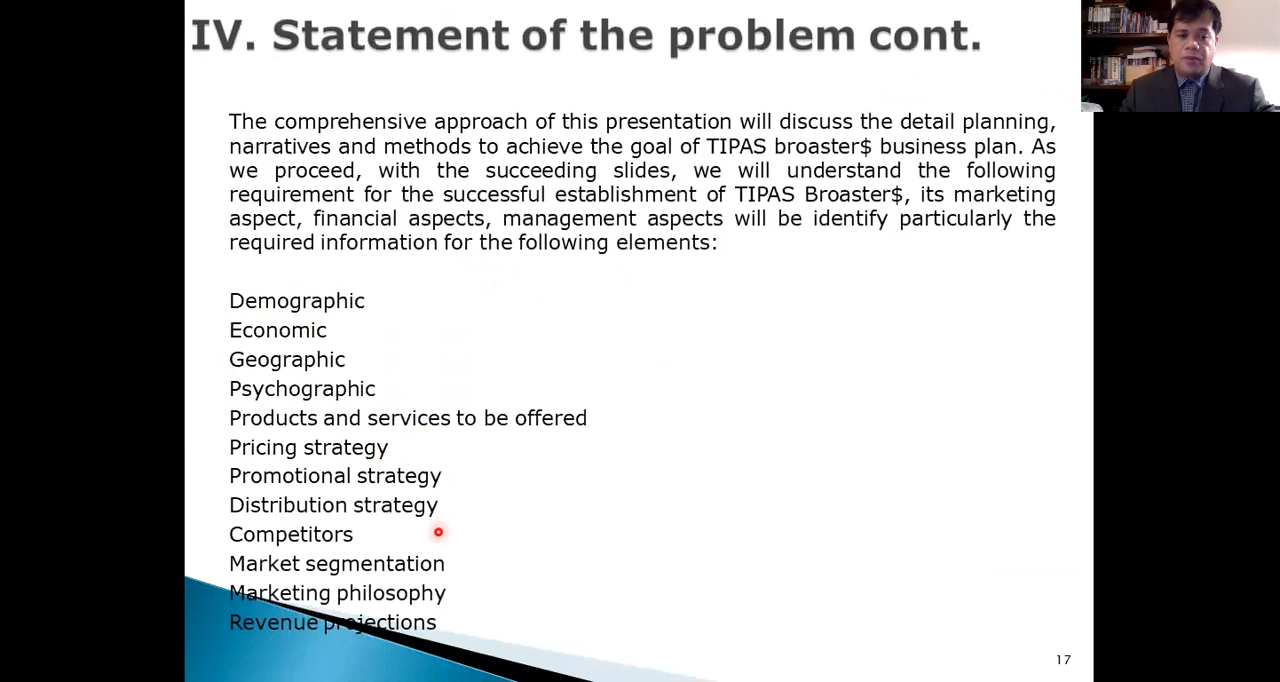 IV. Statement of the problem cont.
The comprehensive approach of this presentation will discuss the detail planning,
narratives and methods to achieve the goal of TIPAS broaster$ business plan. As
we proceed, with the succeeding slides, we will understand the following
requirement for the successful establishment of TIPAS Broaster$, its marketing
aspect, financial aspects, management aspects will be identify particularly the
required information for the following elements:
Demographic
Economic
Geographic
Psychographic
Products and services to be offered
Pricing strategy
Promotional strategy
Distribution strategy
Competitors
Market segmentation
Marketing philosophy
Revenue projections
17